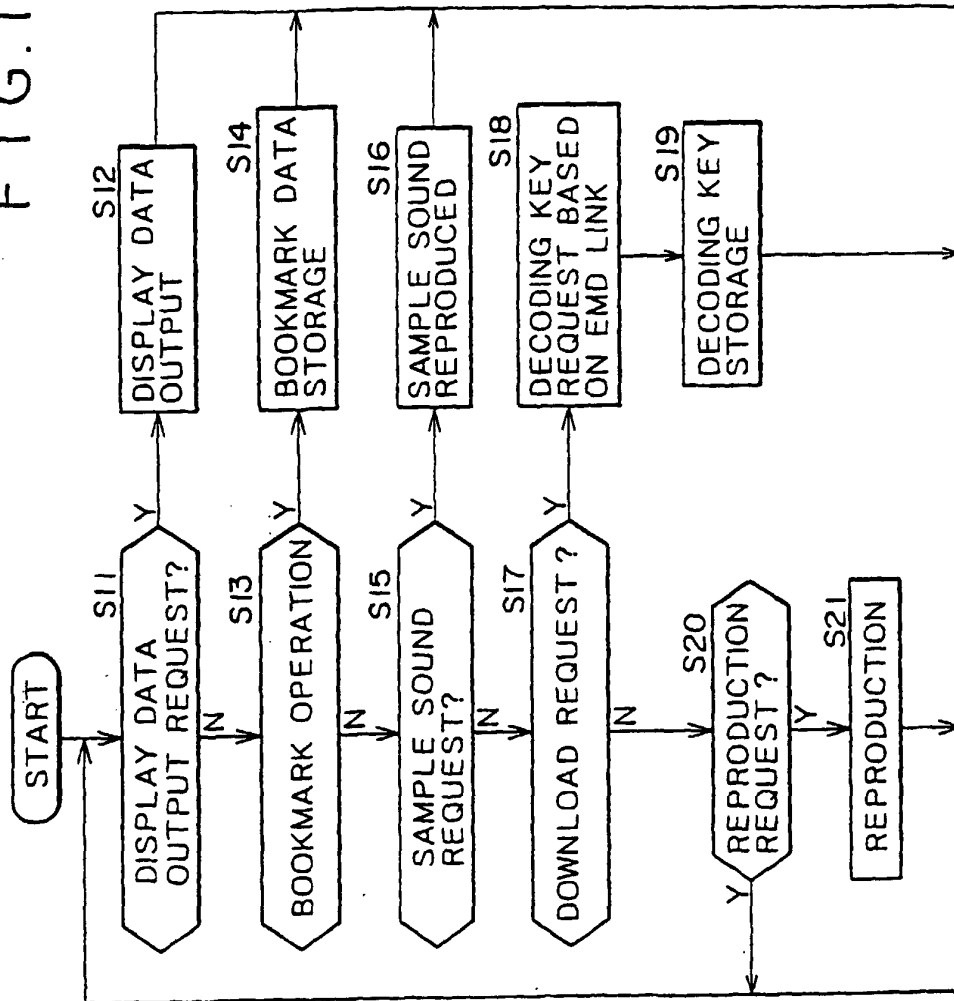 FIG.1
START
S11
DISPLAY DATA
OUTPUT REQUEST?
Y
N
S12
DISPLAY DATA
OUTPUT
S13
BOOKMARK OPERATION
Y
N
S14
BOOKMARK DATA
STORAGE
S15
SAMPLE SOUND
REQUEST?
Y
N
S16
SAMPLE SOUND
REPRODUCED
S17
DOWNLOAD REQUEST?
Y
N
S18
DECODING KEY
REQUEST BASED
ON EMD LINK
S19
DECODING KEY
STORAGE
S20
REPRODUCTION
REQUEST?
Y
Y
S21
REPRODUCTION